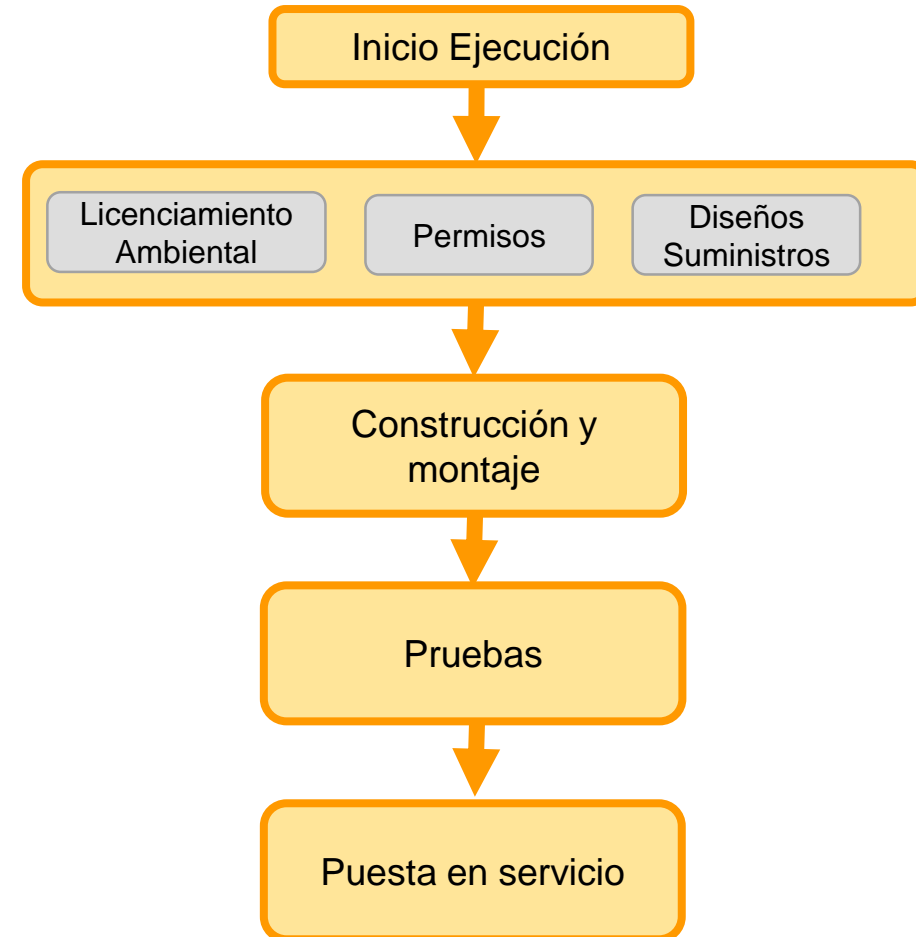 Inicio Ejecución
Licenciamiento
Ambiental
Permisos
Diseños
Suministros
Construcción y
montaje
Pruebas
Puesta en servicio